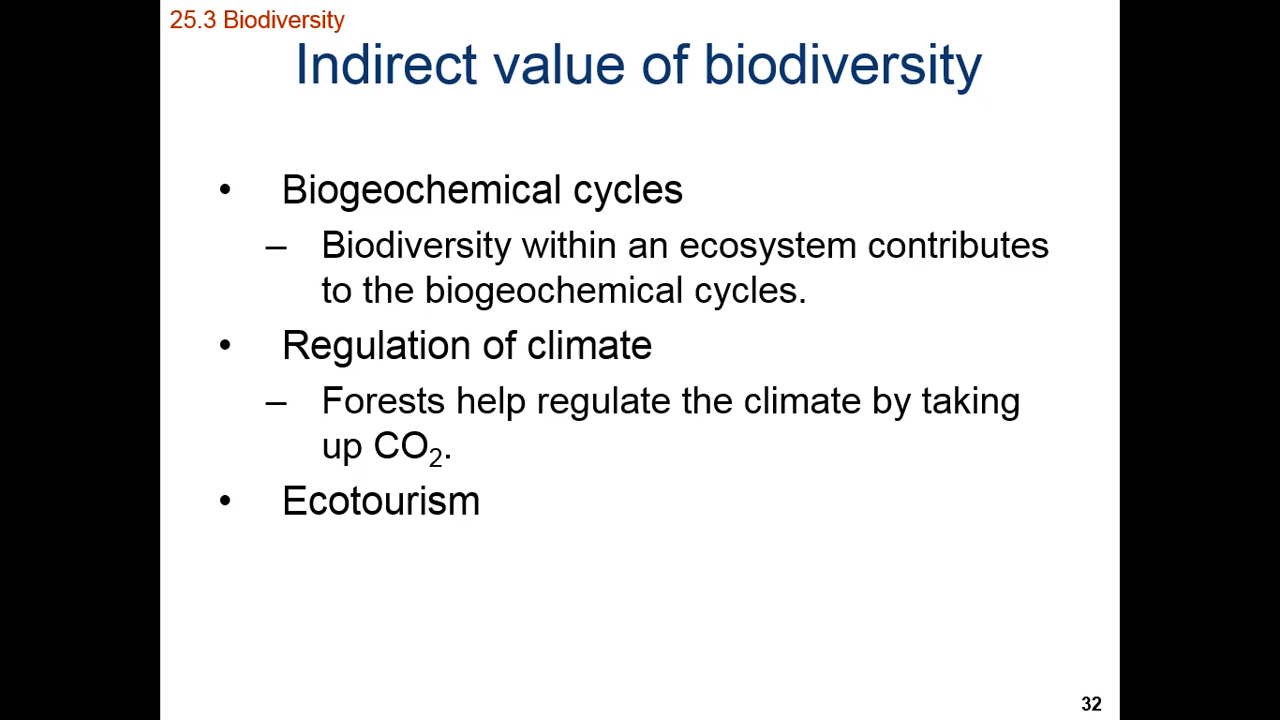 25.3 Biodiversity
Indirect value of biodiversity
• Biogeochemical cycles
– Biodiversity within an ecosystem contributes
to the biogeochemical cycles.
• Regulation of climate
– Forests help regulate the climate by taking
up CO₂.
• Ecotourism
32